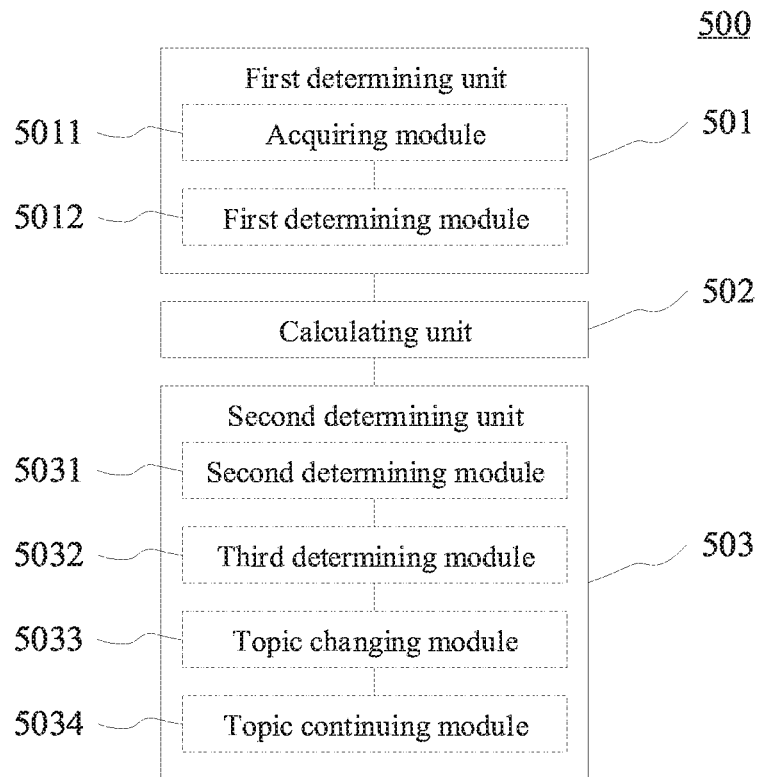 500
First determining unit
5011
Acquiring module
501
5012
First determining module
502
Calculating unit
Second determining unit
5031
Second determining module
5032
Third determining module
503
5033
Topic changing module
5034
Topic continuing module